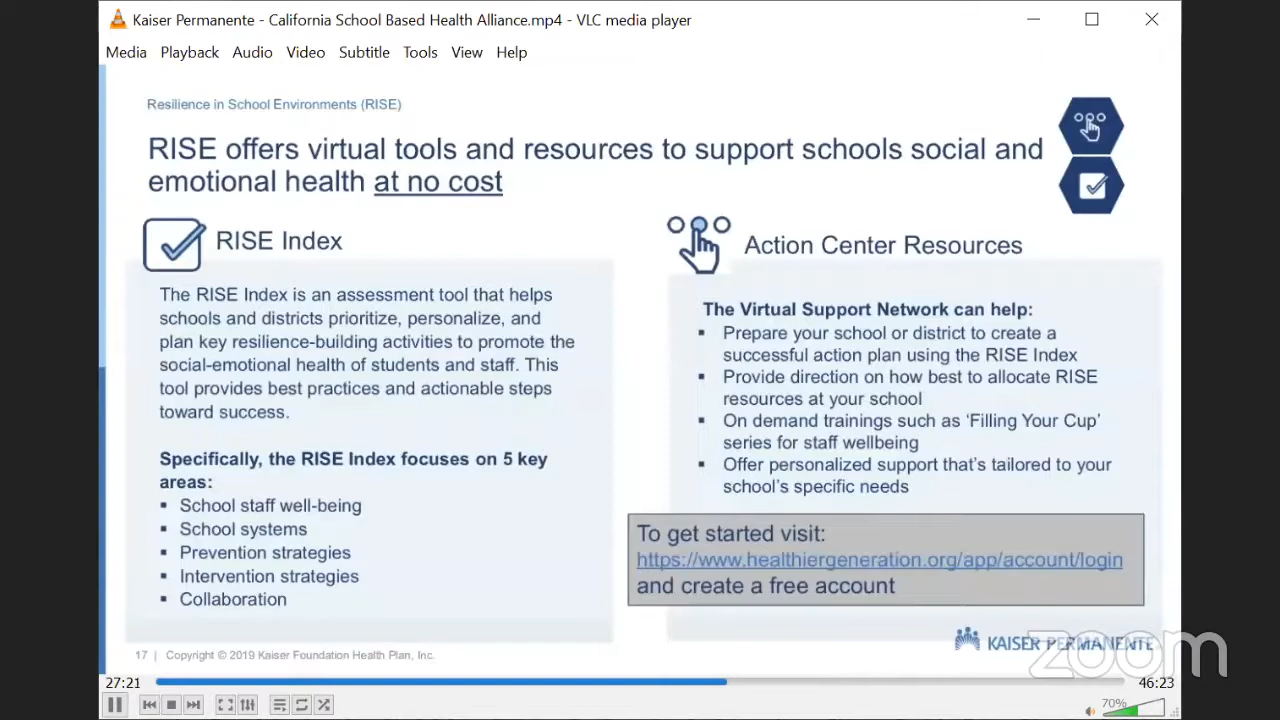 Kaiser Permanente - California School Based Health Alliance.mp4 - VLC media player
Media Playback Audio Video Subtitle Tools View Help
Resilience in School Environments (RISE)
RISE offers virtual tools and resources to support schools social and
emotional health at no cost
RISE Index
The RISE Index is an assessment tool that helps
schools and districts prioritize, personalize, and
plan key resilience-building activities to promote the
social-emotional health of students and staff. This
tool provides best practices and actionable steps
toward success.
Specifically, the RISE Index focuses on 5 key
areas:
▪ School staff well-being
▪ School systems
▪ Prevention strategies
▪ Intervention strategies
▪ Collaboration
Action Center Resources
The Virtual Support Network can help:
▪ Prepare your school or district to create a
successful action plan using the RISE Index
▪ Provide direction on how best to allocate RISE
resources at your school
▪ On demand trainings such as ‘Filling Your Cup’
series for staff wellbeing
▪ Offer personalized support that’s tailored to your
school’s specific needs
To get started visit:
https://www.healthiergeneration.org/app/account/login
and create a free account
17 | Copyright © 2019 Kaiser Foundation Health Plan, Inc.
KAISER PERMANENTE
zoom
27:21
46:23
70%